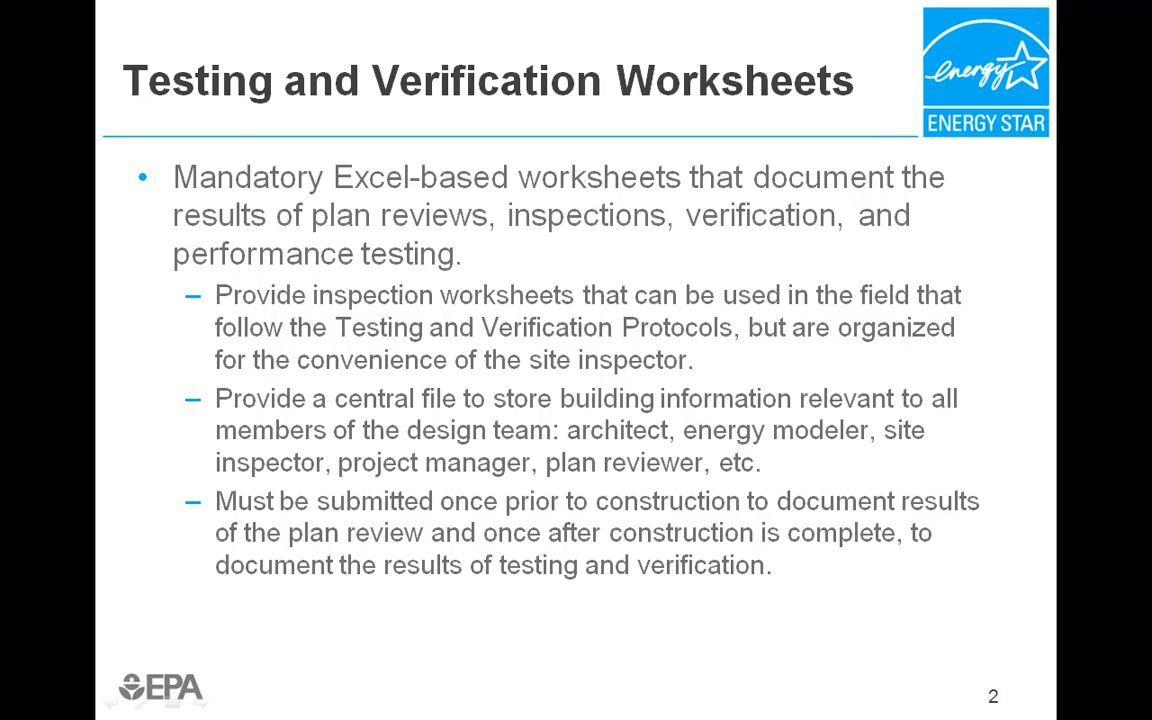 Testing and Verification Worksheets
energy
ENERGY STAR
• Mandatory Excel-based worksheets that document the
results of plan reviews, inspections, verification, and
performance testing.
– Provide inspection worksheets that can be used in the field that
follow the Testing and Verification Protocols, but are organized
for the convenience of the site inspector.
– Provide a central file to store building information relevant to all
members of the design team: architect, energy modeler, site
inspector, project manager, plan reviewer, etc.
– Must be submitted once prior to construction to document results
of the plan review and once after construction is complete, to
document the results of testing and verification.
EPA
2